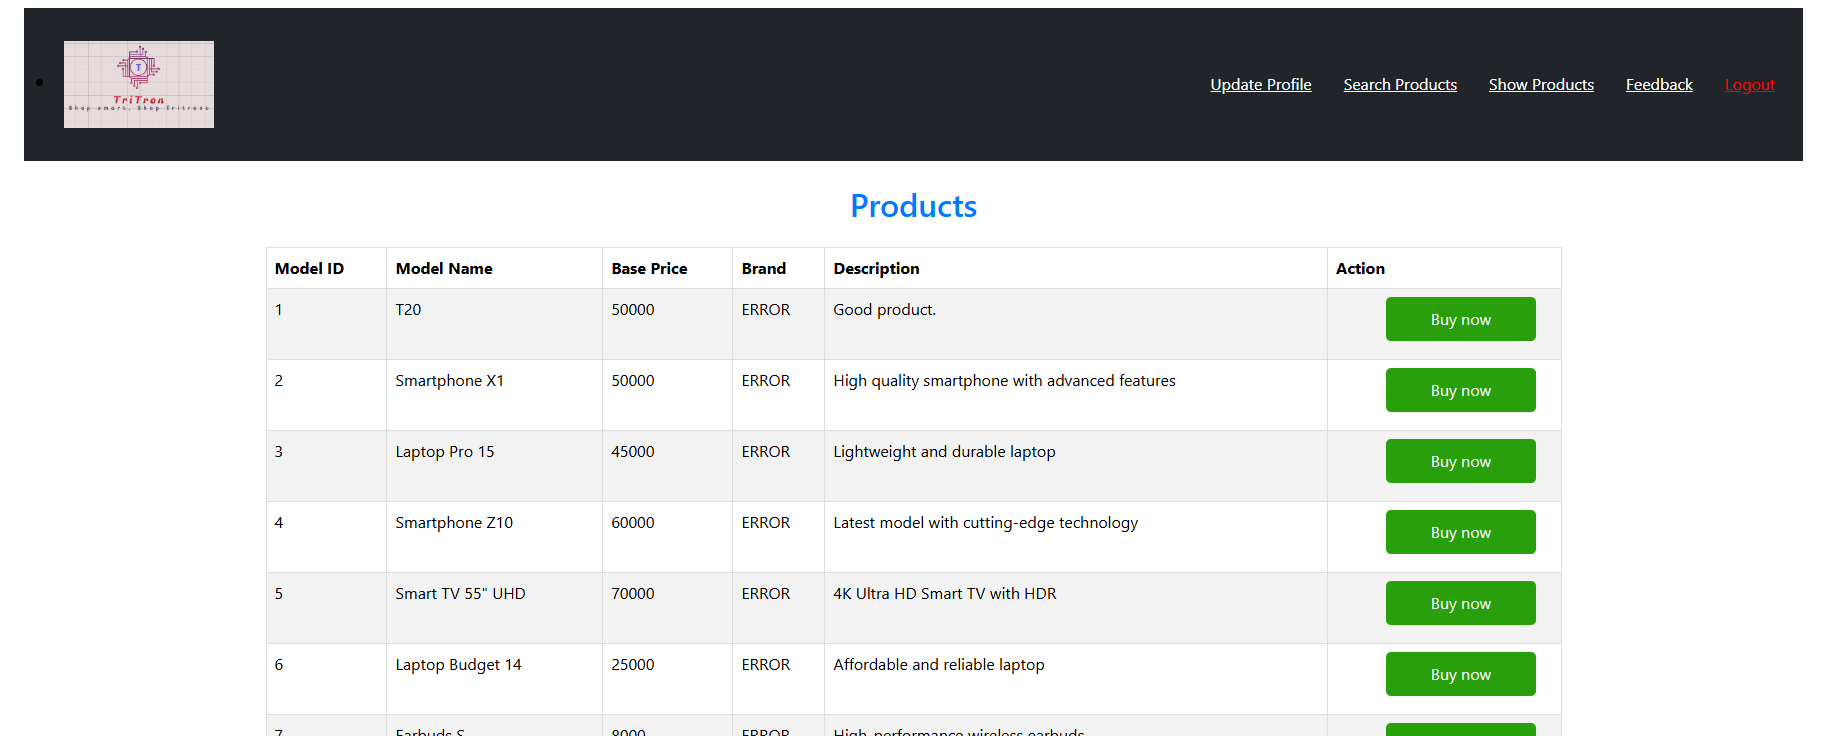 T
TriTron
Shop smart, Shop Tritronc
Update Profile Search Products Show Products Feedback Logout
Products
Model ID Model Name Base Price Brand Description Action
1 T20 50000 ERROR Good product. Buy now
2 Smartphone X1 50000 ERROR High quality smartphone with advanced features Buy now
3 Laptop Pro 15 45000 ERROR Lightweight and durable laptop Buy now
4 Smartphone Z10 60000 ERROR Latest model with cutting-edge technology Buy now
5 Smart TV 55" UHD 70000 ERROR 4K Ultra HD Smart TV with HDR Buy now
6 Laptop Budget 14 25000 ERROR Affordable and reliable laptop Buy now
7 Earbuds S 8000 ERROR High-performance wireless earbuds